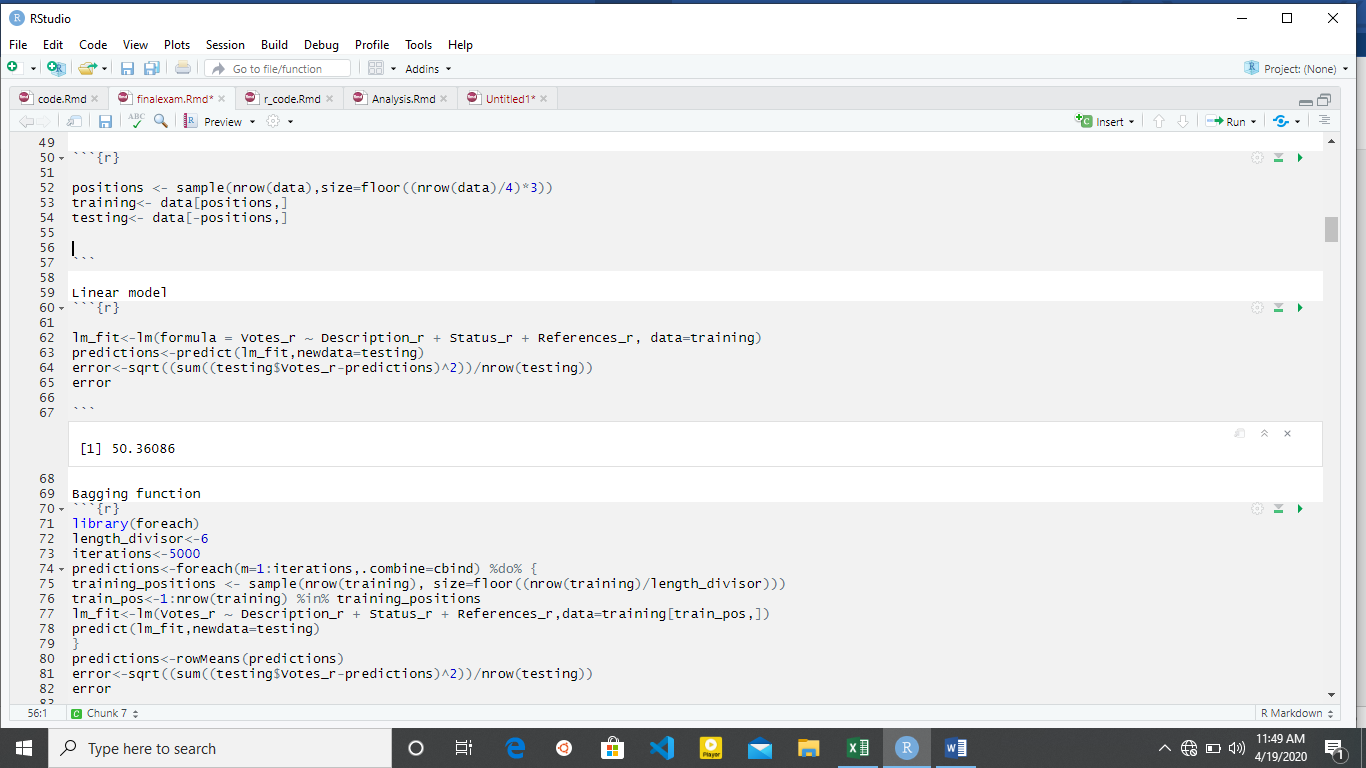 RStudio
File Edit Code View Plots Session Build Debug Profile Tools Help
Go to file/function Addins Project: (None)
code.Rmd finalexam.Rmd* r_code.Rmd Analysis.Rmd Untitled1*
ABC Preview Insert Run
49
50 ```{r}
51
52 positions <- sample(nrow(data),size=floor((nrow(data)/4)*3))
53 training<- data[positions,]
54 testing<- data[-positions,]
55
56
57 ```
58
59 Linear model
60 ```{r}
61
62 lm_fit<-lm(formula = Votes_r ~ Description_r + Status_r + References_r, data=training)
63 predictions<-predict(lm_fit,newdata=testing)
64 error<-sqrt((sum((testing$Votes_r-predictions)^2))/nrow(testing))
65 error
66
67 ```
[1] 50.36086
68
69 Bagging function
70 ```{r}
71 library(foreach)
72 length_divisor<-6
73 iterations<-5000
74 predictions<-foreach(m=1:iterations,.combine=cbind) %do% {
75 training_positions <- sample(nrow(training), size=floor((nrow(training)/length_divisor)))
76 train_pos<-1:nrow(training) %in% training_positions
77 lm_fit<-lm(Votes_r ~ Description_r + Status_r + References_r,data=training[train_pos,])
78 predict(lm_fit,newdata=testing)
79 }
80 predictions<-rowMeans(predictions)
81 error<-sqrt((sum((testing$Votes_r-predictions)^2))/nrow(testing))
82 error
83
56:1 C Chunk 7 R Markdown
Type here to search
Player
11:49 AM
4/19/2020
1